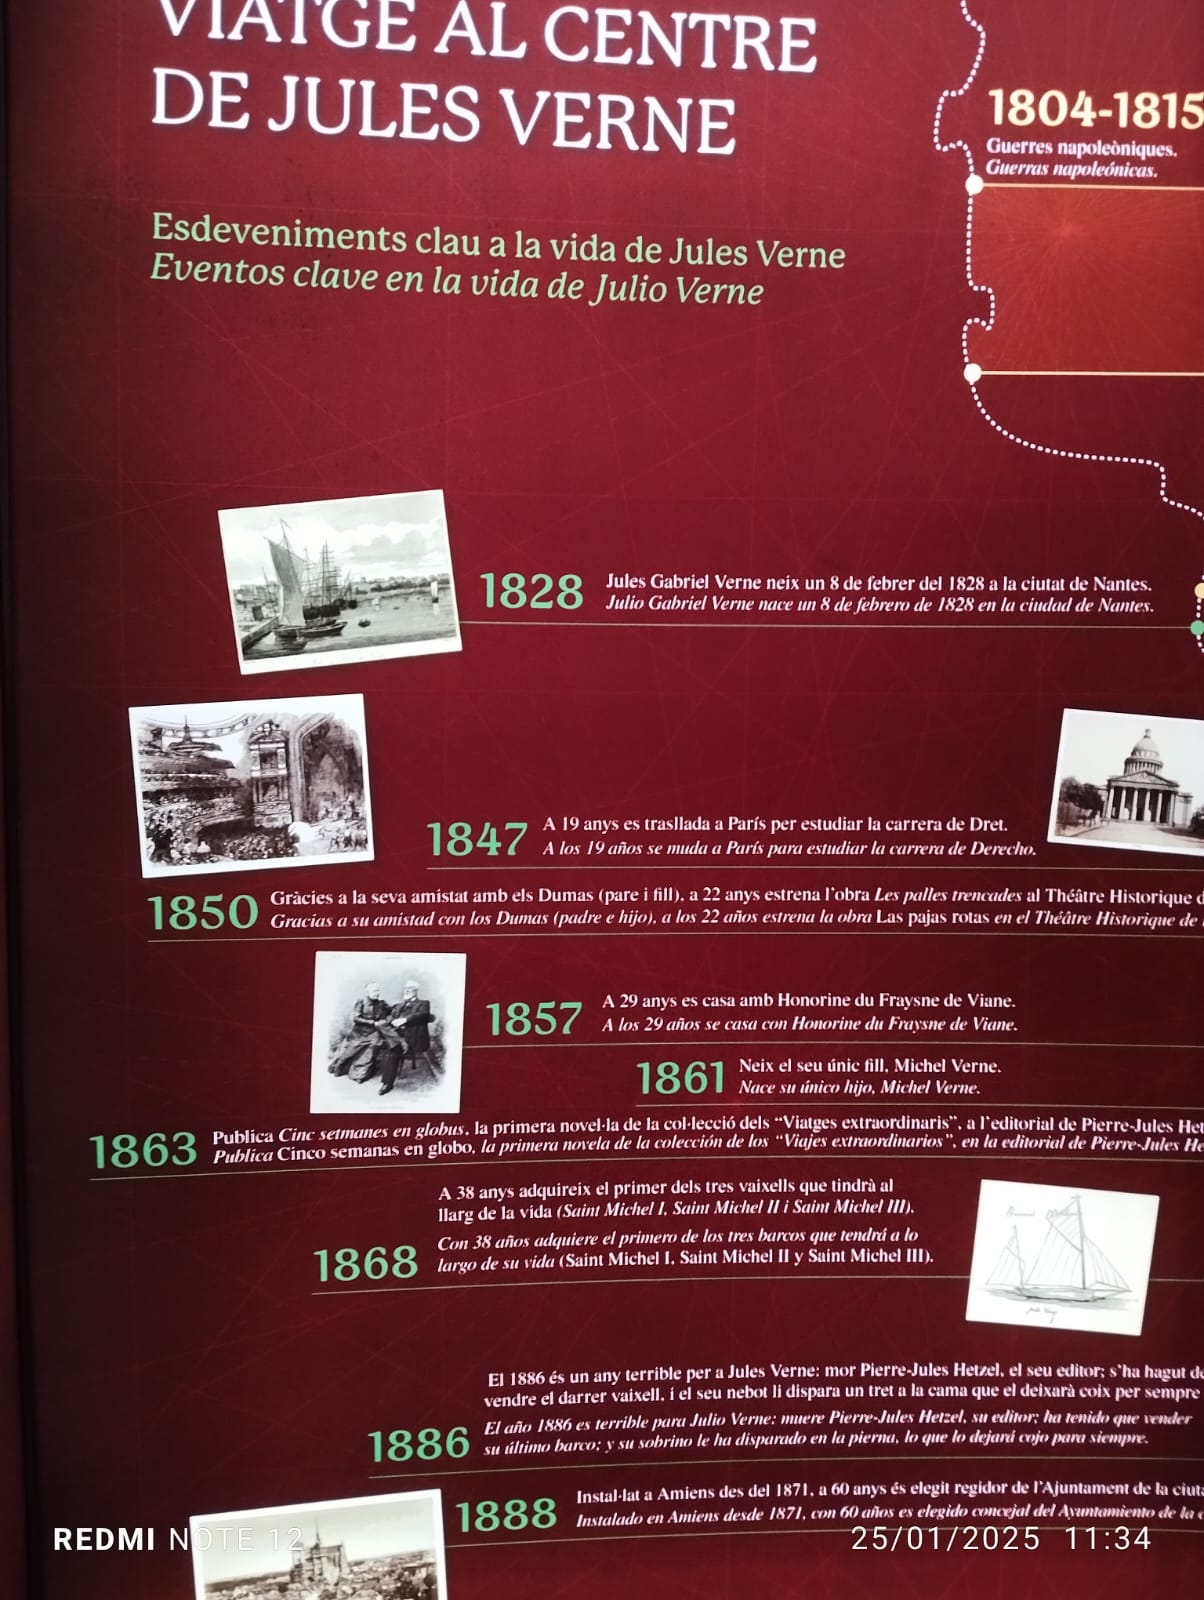 VIATGE AL CENTRE
DE JULES VERNE
Esdeveniments clau a la vida de Jules Verne
Eventos clave en la vida de Julio Verne
1804-1815
Guerres napoleòniques.
Guerras napoleónicas.
1828
Jules Gabriel Verne neix un 8 de febrer del 1828 a la ciutat de Nantes.
Julio Gabriel Verne nace un 8 de febrero de 1828 en la ciudad de Nantes.
1847
A 19 anys es trasllada a París per estudiar la carrera de Dret.
A los 19 años se muda a París para estudiar la carrera de Derecho.
1850
Gràcies a la seva amistat amb els Dumas (pare i fill), a 22 anys estrena l'obra Les palles trencades al Théâtre Historique
Gracias a su amistad con los Dumas (padre e hijo), a los 22 años estrena la obra Las pajas rotas en el Théâtre Historique de
1857
A 29 anys es casa amb Honorine du Fraysne de Viane.
A los 29 años se casa con Honorine du Fraysne de Viane.
1861
Neix el seu únic fill, Michel Verne.
Nace su único hijo, Michel Verne.
1863
Publica Cinc setmanes en globus, la primera novel·la de la col·lecció dels "Viatges extraordinaris", a l'editorial de Pierre-Jules
Publica Cinco semanas en globo, la primera novela de la colección de los "Viajes extraordinarios", en la editorial de Pierre-Jules
1868
A 38 anys adquireix el primer dels tres vaixells que tindrà al
llarg de la vida (Saint Michel I, Saint Michel II i Saint Michel III).
Con 38 años adquiere el primero de los tres barcos que tendrá a lo
largo de su vida (Saint Michel I, Saint Michel II y Saint Michel III).
1886
El 1886 és un any terrible per a Jules Verne: mor Pierre-Jules Hetzel, el seu editor; s'ha hagut de
vendre el darrer vaixell, i el seu nebot li dispara un tret a la cama que el deixarà coix per sempre
El año 1886 es terrible para Julio Verne: muere Pierre-Jules Hetzel, su editor; ha tenido que vender
su último barco; y su sobrino le ha disparado en la pierna, lo que lo dejará cojo para siempre.
1888
Instal·lat a Amiens des del 1871, a 60 anys és elegit regidor de l'Ajuntament de la
Instalado en Amiens desde 1871, con 60 años es elegido concejal del Ayuntamiento de la
REDMI NOTE 12
25/01/2025 11:34